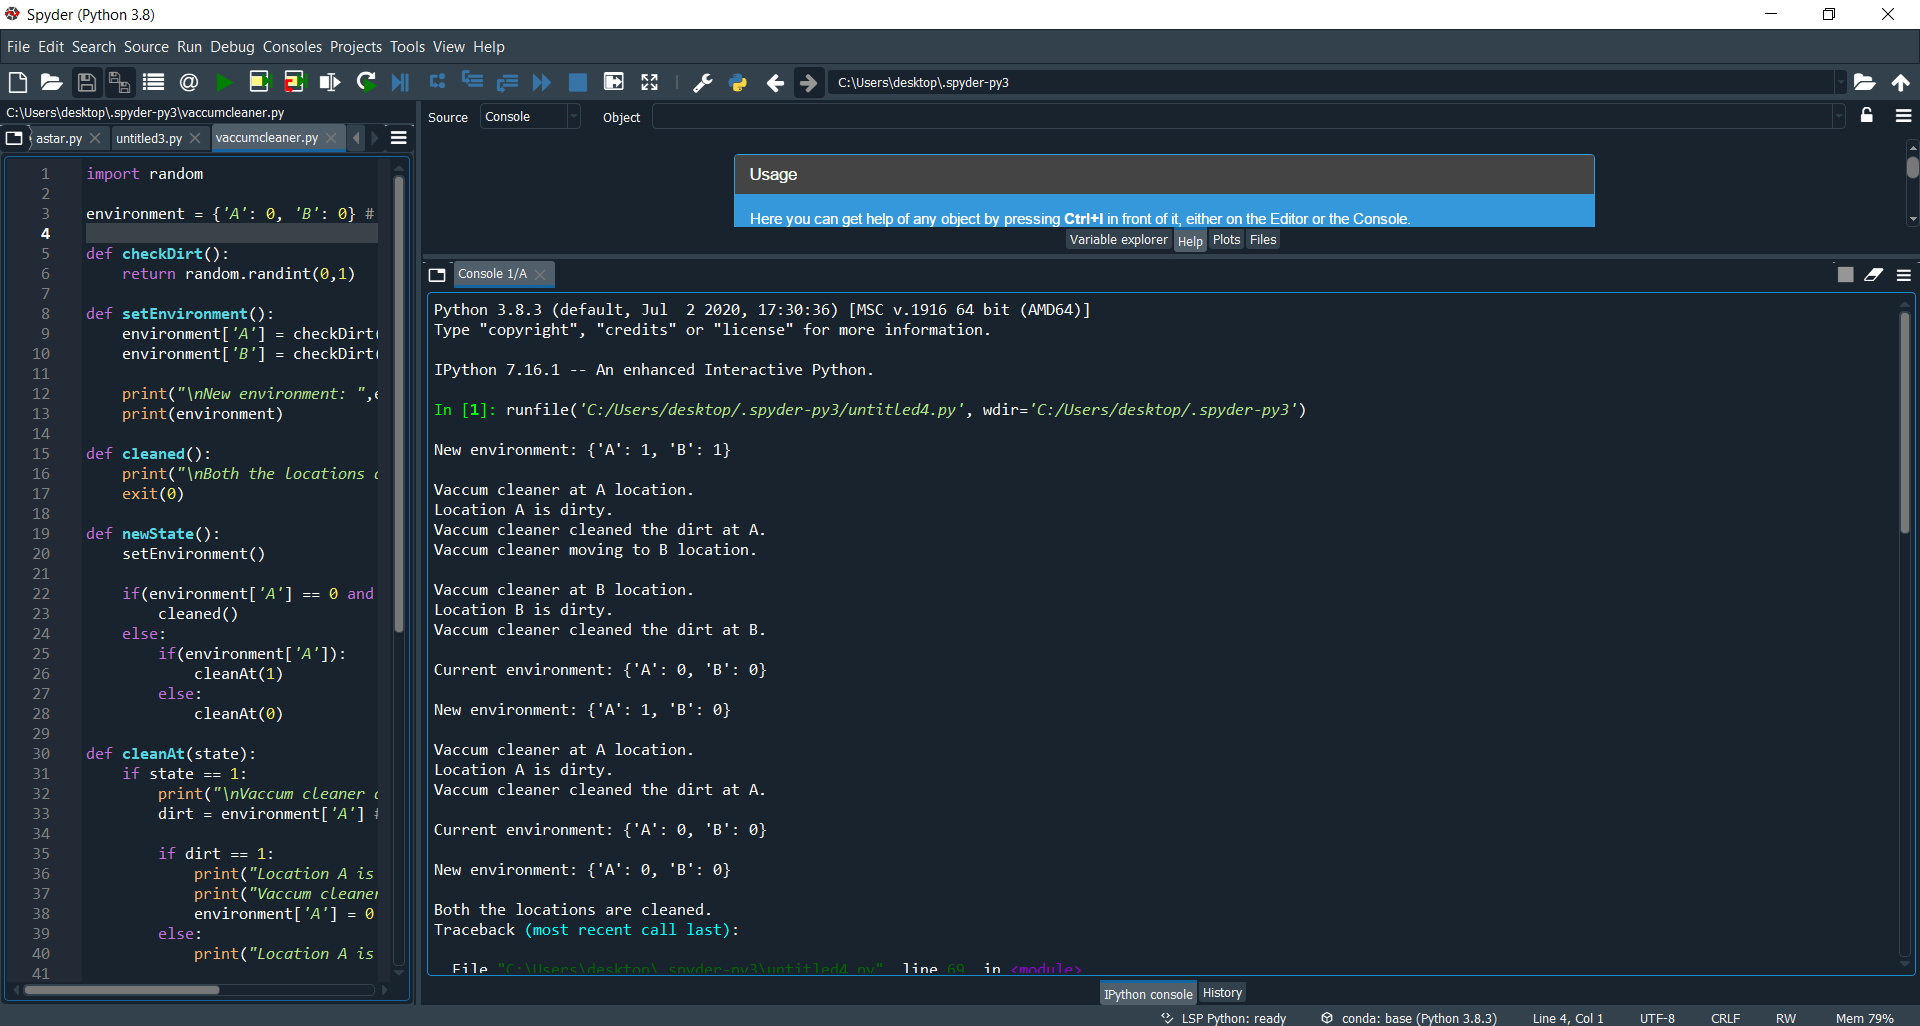 Spyder (Python 3.8)
File Edit Search Source Run Debug Consoles Projects Tools View Help
C:\Users\desktop\.spyder-py3
C:\Users\desktop\.spyder-py3\vaccumcleaner.py
astar.py
untitled3.py
vaccumcleaner.py
1 import random
2
3 environment = {'A': 0, 'B': 0} #
4
5 def checkDirt():
6 return random.randint(0,1)
7
8 def setEnvironment():
9 environment['A'] = checkDirt(
10 environment['B'] = checkDirt(
11
12 print("\nNew environment: ",e
13 print(environment)
14
15 def cleaned():
16 print("\nBoth the locations
17 exit(0)
18
19 def newState():
20 setEnvironment()
21
22 if(environment['A'] == 0 and
23 cleaned()
24 else:
25 if(environment['A']):
26 cleanAt(1)
27 else:
28 cleanAt(0)
29
30 def cleanAt(state):
31 if state == 1:
32 print("\nVaccum cleaner
33 dirt = environment['A'] #
34
35 if dirt == 1:
36 print("Location A is
37 print("Vaccum cleaner
38 environment['A'] = 0
39 else:
40 print("Location A is
41
Source Console Object
Usage
Here you can get help of any object by pressing Ctrl+I in front of it, either on the Editor or the Console.
Variable explorer Help Plots Files
Console 1/A
Python 3.8.3 (default, Jul  2 2020, 17:30:36) [MSC v.1916 64 bit (AMD64)]
Type "copyright", "credits" or "license" for more information.
IPython 7.16.1 -- An enhanced Interactive Python.
In [1]: runfile('C:/Users/desktop/.spyder-py3/untitled4.py', wdir='C:/Users/desktop/.spyder-py3')
New environment: {'A': 1, 'B': 1}
Vaccum cleaner at A location.
Location A is dirty.
Vaccum cleaner cleaned the dirt at A.
Vaccum cleaner moving to B location.
Vaccum cleaner at B location.
Location B is dirty.
Vaccum cleaner cleaned the dirt at B.
Current environment: {'A': 0, 'B': 0}
New environment: {'A': 1, 'B': 0}
Vaccum cleaner at A location.
Location A is dirty.
Vaccum cleaner cleaned the dirt at A.
Current environment: {'A': 0, 'B': 0}
New environment: {'A': 0, 'B': 0}
Both the locations are cleaned.
Traceback (most recent call last):
File "C:\Users\desktop\.spyder-py3\untitled4.py", line 69, in <module>
IPython console History
LSP Python: ready conda: base (Python 3.8.3) Line 4, Col 1 UTF-8 CRLF RW Mem 79%